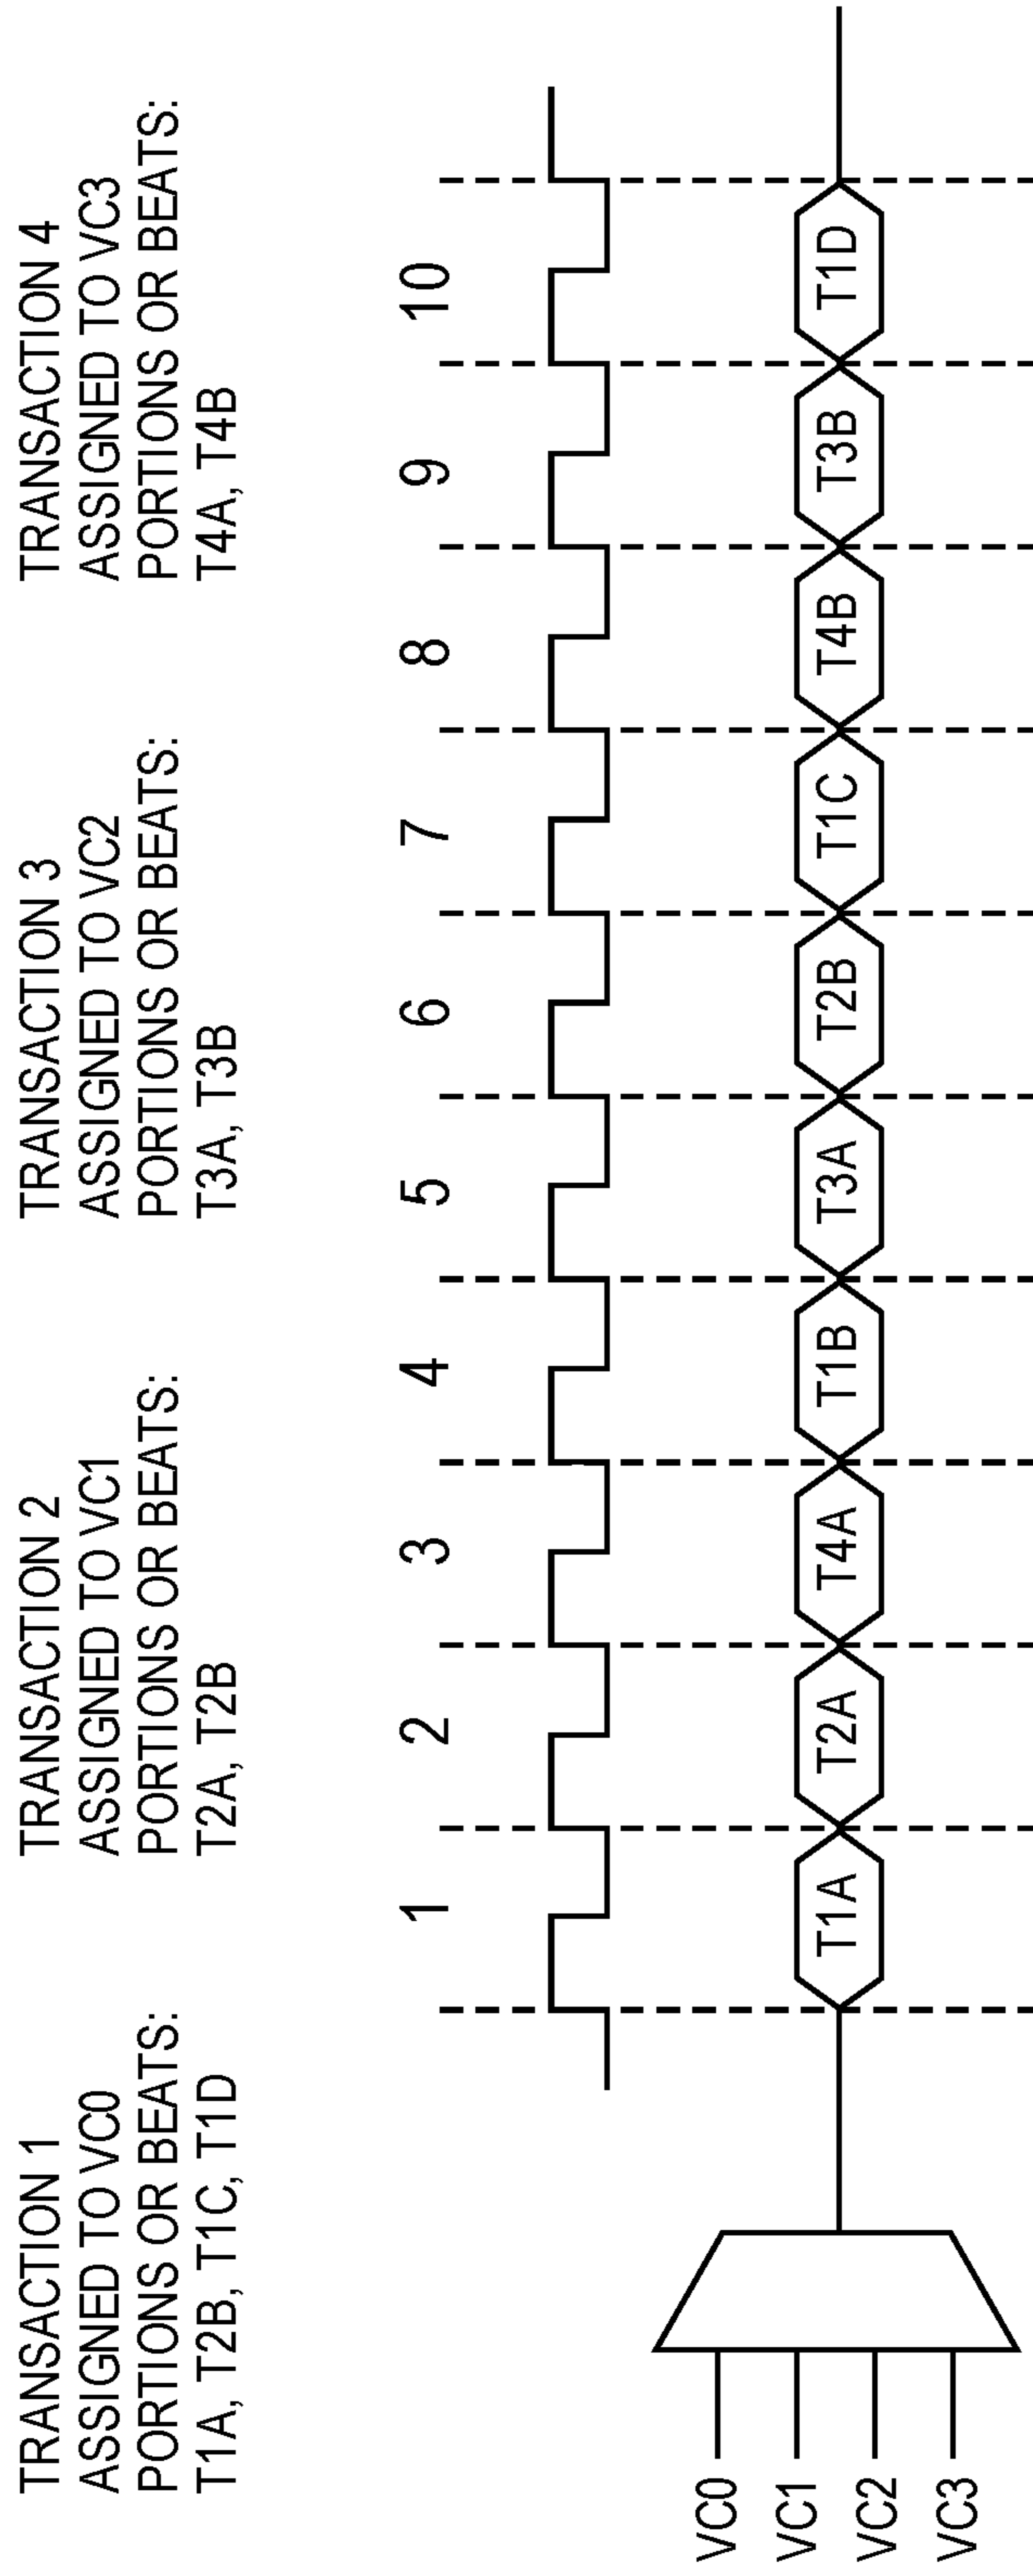 TRANSACTION 1
ASSIGNED TO VC0
PORTIONS OR BEATS:
T1A, T2B, T1C, T1D
TRANSACTION 2
ASSIGNED TO VC1
PORTIONS OR BEATS:
T2A, T2B
TRANSACTION 3
ASSIGNED TO VC2
PORTIONS OR BEATS:
T3A, T3B
TRANSACTION 4
ASSIGNED TO VC3
PORTIONS OR BEATS:
T4A, T4B
1 2 3 4 5 6 7 8 9 10
VC0
VC1
VC2
VC3
T1A T2A T4A T1B T3A T2B T1C T4B T3B T1D